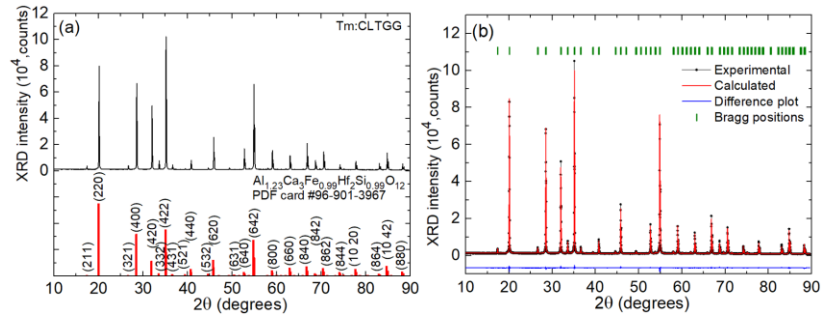 (a)
Tm:CLTGG
XRD intensity (10⁴,counts)
12
10
8
6
4
2
0
Al₁.₂₃Ca₃Fe₀.₉₉Hf₂Si₀.₉₉O₁₂
PDF card #96-901-3967
(211)
(220)
(321)
(400)
(420)
(332)
(422)
(431)
(521)
(440)
(532)
(620)
(631)
(640)
(642)
(800)
(660)
(840)
(842)
(862)
(844)
(10 20)
(864)
(10 42)
(880)
10 20 30 40 50 60 70 80 90
2θ (degrees)
(b)
XRD intensity (10⁴,counts)
12
10
8
6
4
2
0
Experimental
Calculated
Difference plot
Bragg positions
10 20 30 40 50 60 70 80 90
2θ (degrees)